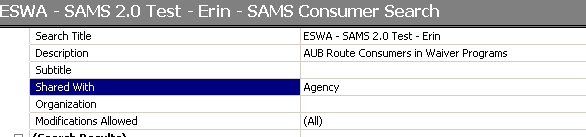 ESWA - SAMS 2.0 Test - Erin - SAMS Consumer Search
Search Title ESWA - SAMS 2.0 Test - Erin
Description AUB Route Consumers in Waiver Programs
Subtitle
Shared With Agency
Organization
Modifications Allowed (All)
(Search Results)